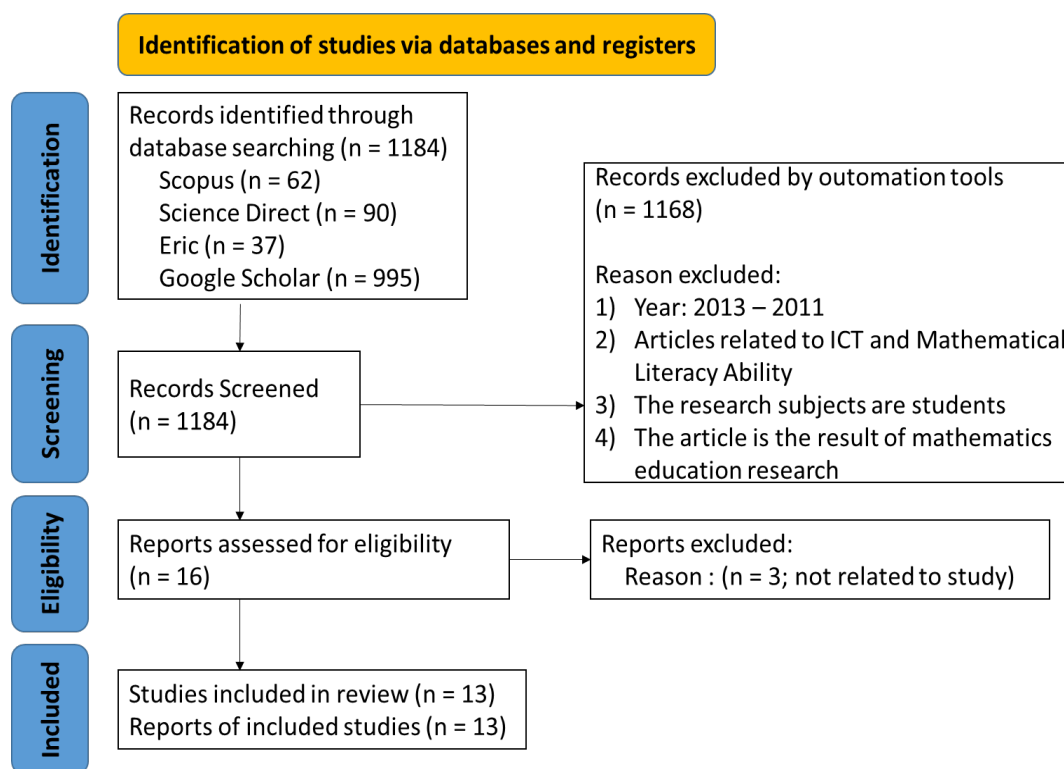 Identification of studies via databases and registers
Identification
Records identified through
database searching (n = 1184)
Scopus (n = 62)
Science Direct (n = 90)
Eric (n = 37)
Google Scholar (n = 995)
Records excluded by outomation tools
(n = 1168)
Reason excluded:
1) Year: 2013 – 2011
2) Articles related to ICT and Mathematical
Literacy Ability
3) The research subjects are students
4) The article is the result of mathematics
education research
Screening
Records Screened
(n = 1184)
Eligibility
Reports assessed for eligibility
(n = 16)
Reports excluded:
Reason : (n = 3; not related to study)
Included
Studies included in review (n = 13)
Reports of included studies (n = 13)